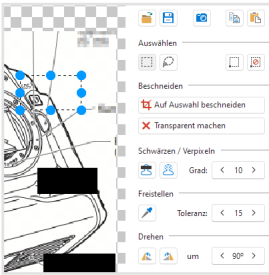 Auswählen
Beschneiden
Auf Auswahl beschneiden
Transparent machen
Schwärzen / Verpixeln
Grad: < 10 >
Freistellen
Toleranz: < 15 >
Drehen
um < 90° >